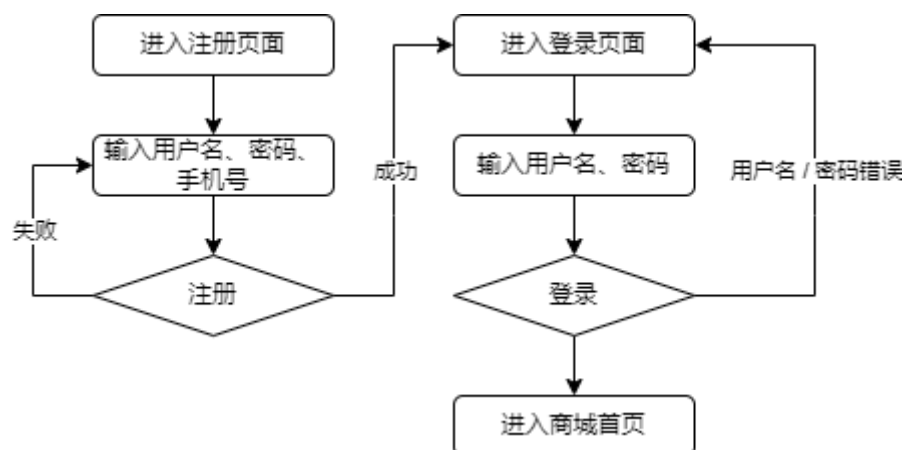 进入注册页面
输入用户名、密码、
手机号
失败
注册
成功
进入登录页面
输入用户名、密码
用户名 / 密码错误
登录
进入商城首页